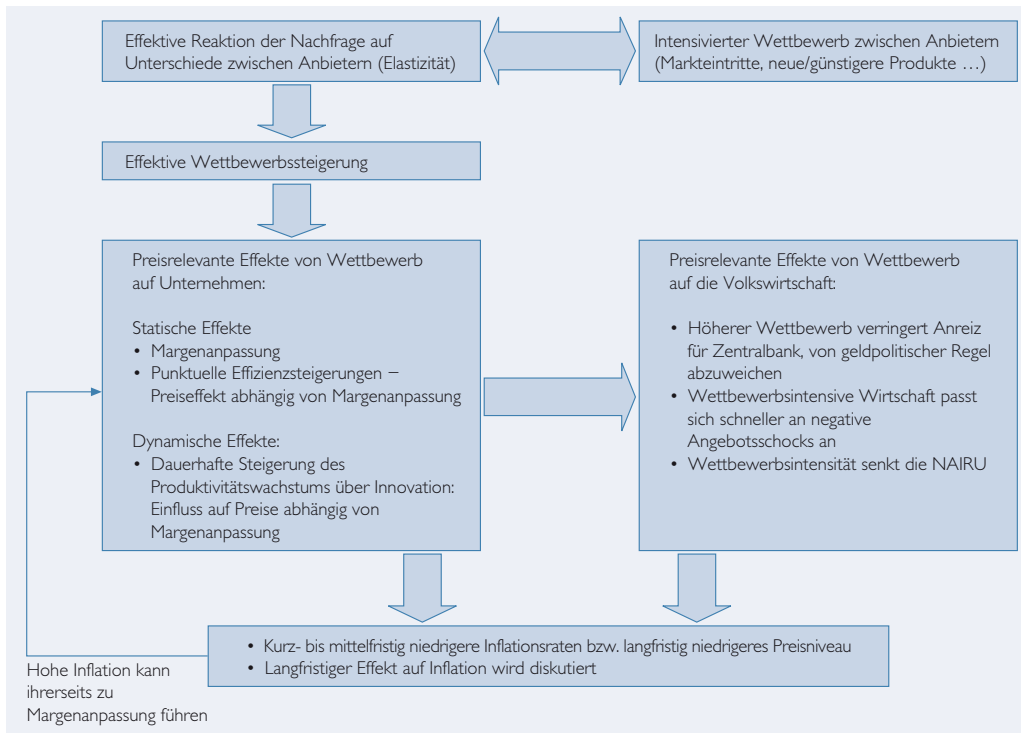 Effektive Reaktion der Nachfrage auf
Unterschiede zwischen Anbietern (Elastizität)
Intensivierter Wettbewerb zwischen Anbietern
(Markteintritte, neue/günstigere Produkte …)
Effektive Wettbewerbssteigerung
Preisrelevante Effekte von Wettbewerb
auf Unternehmen:
Statische Effekte
• Margenanpassung
• Punktuelle Effizienzsteigerungen –
Preiseffekt abhängig von Margenanpassung
Dynamische Effekte:
• Dauerhafte Steigerung des
Produktivitätswachstums über Innovation:
Einfluss auf Preise abhängig von
Margenanpassung
Preisrelevante Effekte von Wettbewerb
auf die Volkswirtschaft:
• Höherer Wettbewerb verringert Anreiz
für Zentralbank, von geldpolitischer Regel
abzuweichen
• Wettbewerbsintensive Wirtschaft passt
sich schneller an negative
Angebotsschocks an
• Wettbewerbsintensität senkt die NAIRU
• Kurz- bis mittelfristig niedrigere Inflationsraten bzw. langfristig niedrigeres Preisniveau
• Langfristiger Effekt auf Inflation wird diskutiert
Hohe Inflation kann
ihrerseits zu
Margenanpassung führen